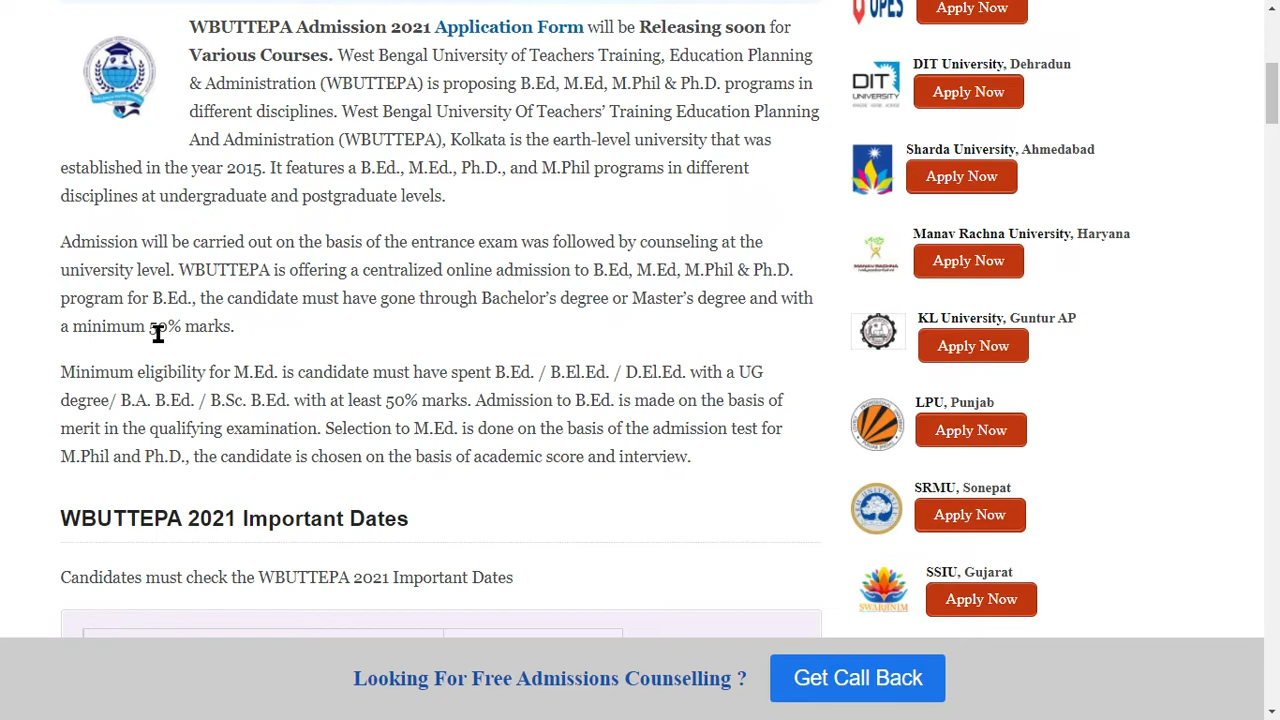 WBUTTEPA Admission 2021 Application Form will be Releasing soon for
Various Courses. West Bengal University of Teachers Training, Education Planning
& Administration (WBUTTEPA) is proposing B.Ed, M.Ed, M.Phil & Ph.D. programs in
different disciplines. West Bengal University Of Teachers’ Training Education Planning
And Administration (WBUTTEPA), Kolkata is the earth-level university that was
established in the year 2015. It features a B.Ed., M.Ed., Ph.D., and M.Phil programs in different
disciplines at undergraduate and postgraduate levels.
Admission will be carried out on the basis of the entrance exam was followed by counseling at the
university level. WBUTTEPA is offering a centralized online admission to B.Ed, M.Ed, M.Phil & Ph.D.
program for B.Ed., the candidate must have gone through Bachelor’s degree or Master’s degree and with
a minimum 50% marks.
Minimum eligibility for M.Ed. is candidate must have spent B.Ed. / B.El.Ed. / D.El.Ed. with a UG
degree/ B.A. B.Ed. / B.Sc. B.Ed. with at least 50% marks. Admission to B.Ed. is made on the basis of
merit in the qualifying examination. Selection to M.Ed. is done on the basis of the admission test for
M.Phil and Ph.D., the candidate is chosen on the basis of academic score and interview.
WBUTTEPA 2021 Important Dates
Candidates must check the WBUTTEPA 2021 Important Dates
UPES
Apply Now
DIT UNIVERSITY
DIT University, Dehradun
Apply Now
Sharda University, Ahmedabad
Apply Now
Manav Rachna University, Haryana
Apply Now
KL University, Guntur AP
Apply Now
LPU, Punjab
Apply Now
SRMU, Sonepat
Apply Now
SWARRNIM
SSIU, Gujarat
Apply Now
Looking For Free Admissions Counselling ?
Get Call Back